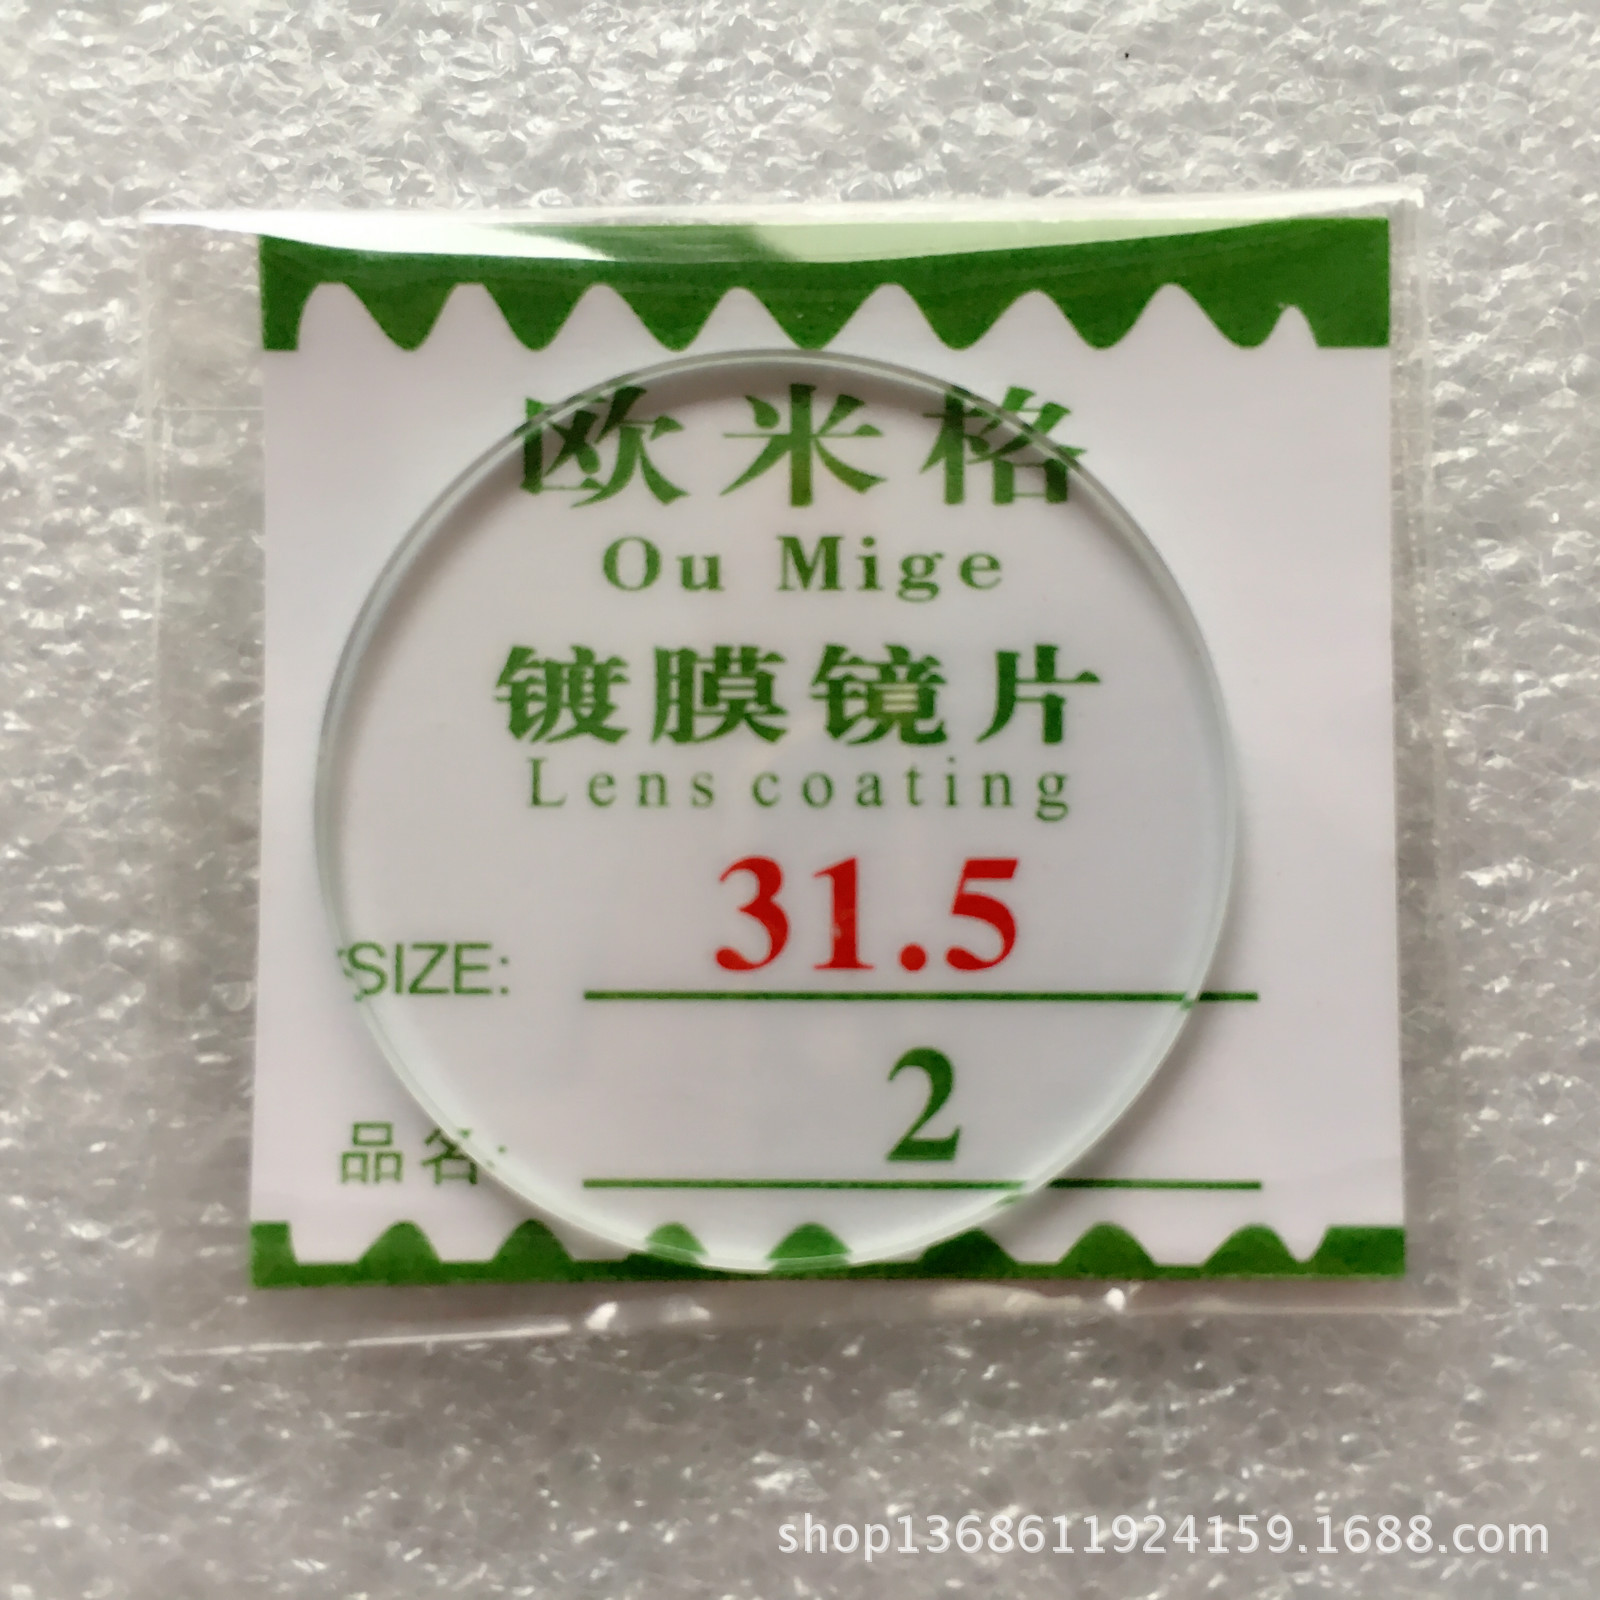 欧米格
Ou Mige
镀膜镜片
Lens coating
SIZE: 31.5
品名: 2
shop1368611924159.1688.com